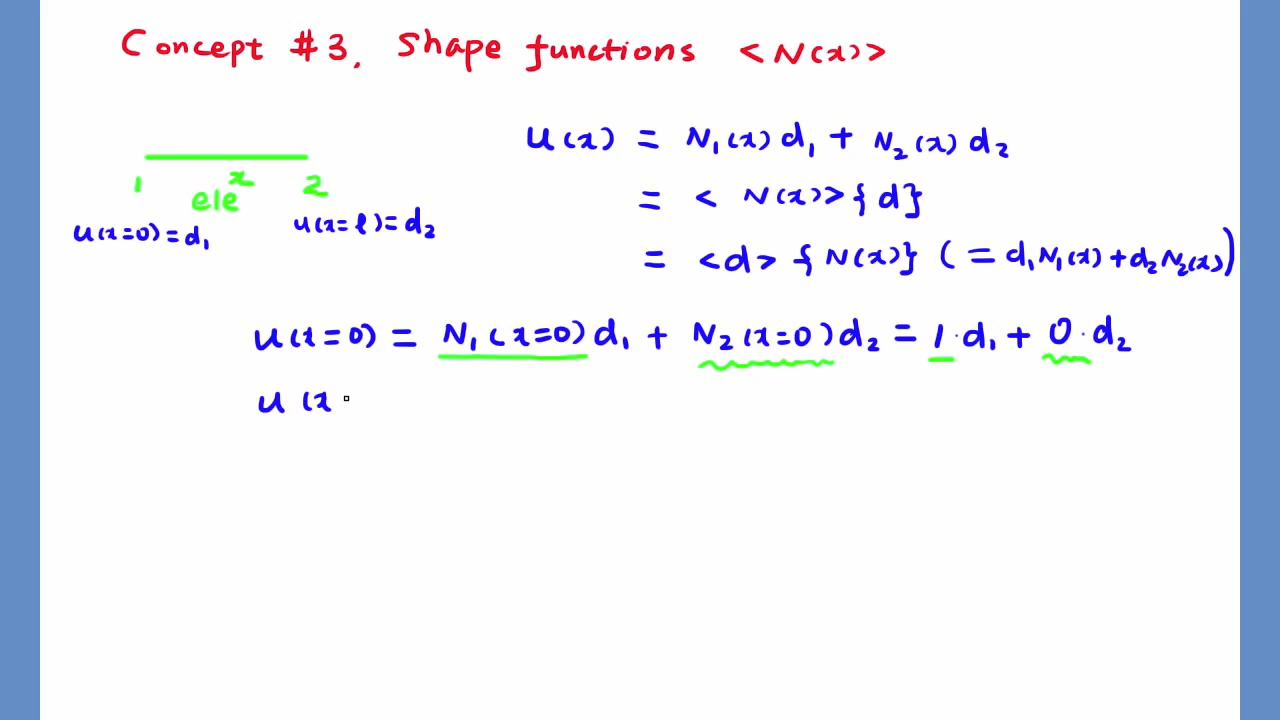 Concept #3. Shape functions <N(x)>
u(x) = N₁(x)d₁ + N₂(x)d₂
= < N(x)>{d}
= <d> {N(x)} (= d₁N₁(x)+d₂N₂(x))
1 ele x 2
u(x=0)=d₁ u(x=l)=d₂
u(x=0) = N₁(x=0)d₁ + N₂(x=0)d₂ = 1·d₁ + 0·d₂
u (x